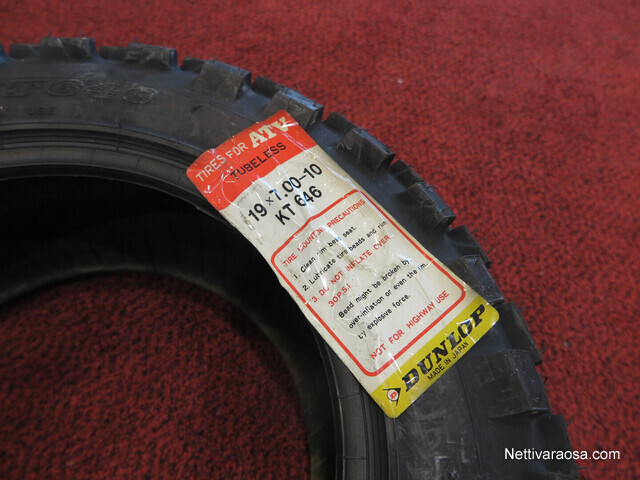 KT646
TIRES FOR ATV
TUBELESS
19×7.00-10
KT 646
TIRE MOUNTING PRECAUTIONS
1. Clean rim bead seat.
2. Lubricate tire beads and rim
3. DO NOT INFLATE OVER
30P.S.I
Bead might be broken by
over-inflation or even the rim.
by explosive force.
NOT FOR HIGHWAY USE
DUNLOP
MADE IN JAPAN
Nettivaraosa.com